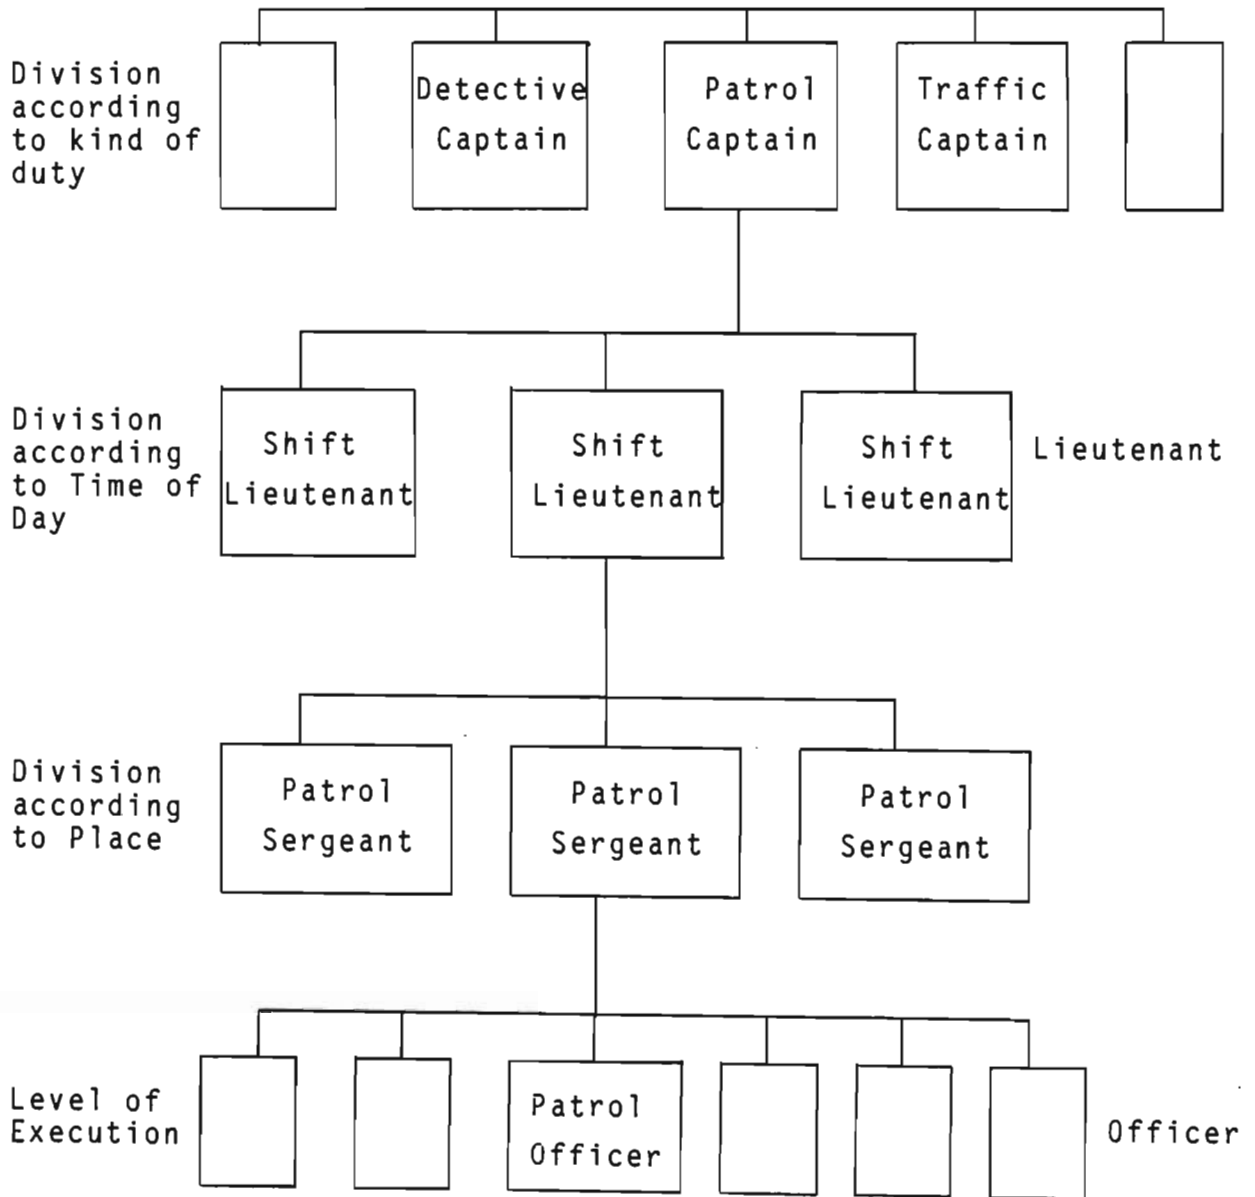 Division
according
to kind of
duty
Detective
Captain
Patrol
Captain
Traffic
Captain
Division
according
to Time of
Day
Shift
Lieutenant
Shift
Lieutenant
Shift
Lieutenant
Lieutenant
Division
according
to Place
Patrol
Sergeant
Patrol
Sergeant
Patrol
Sergeant
Level of
Execution
Patrol
Officer
Officer